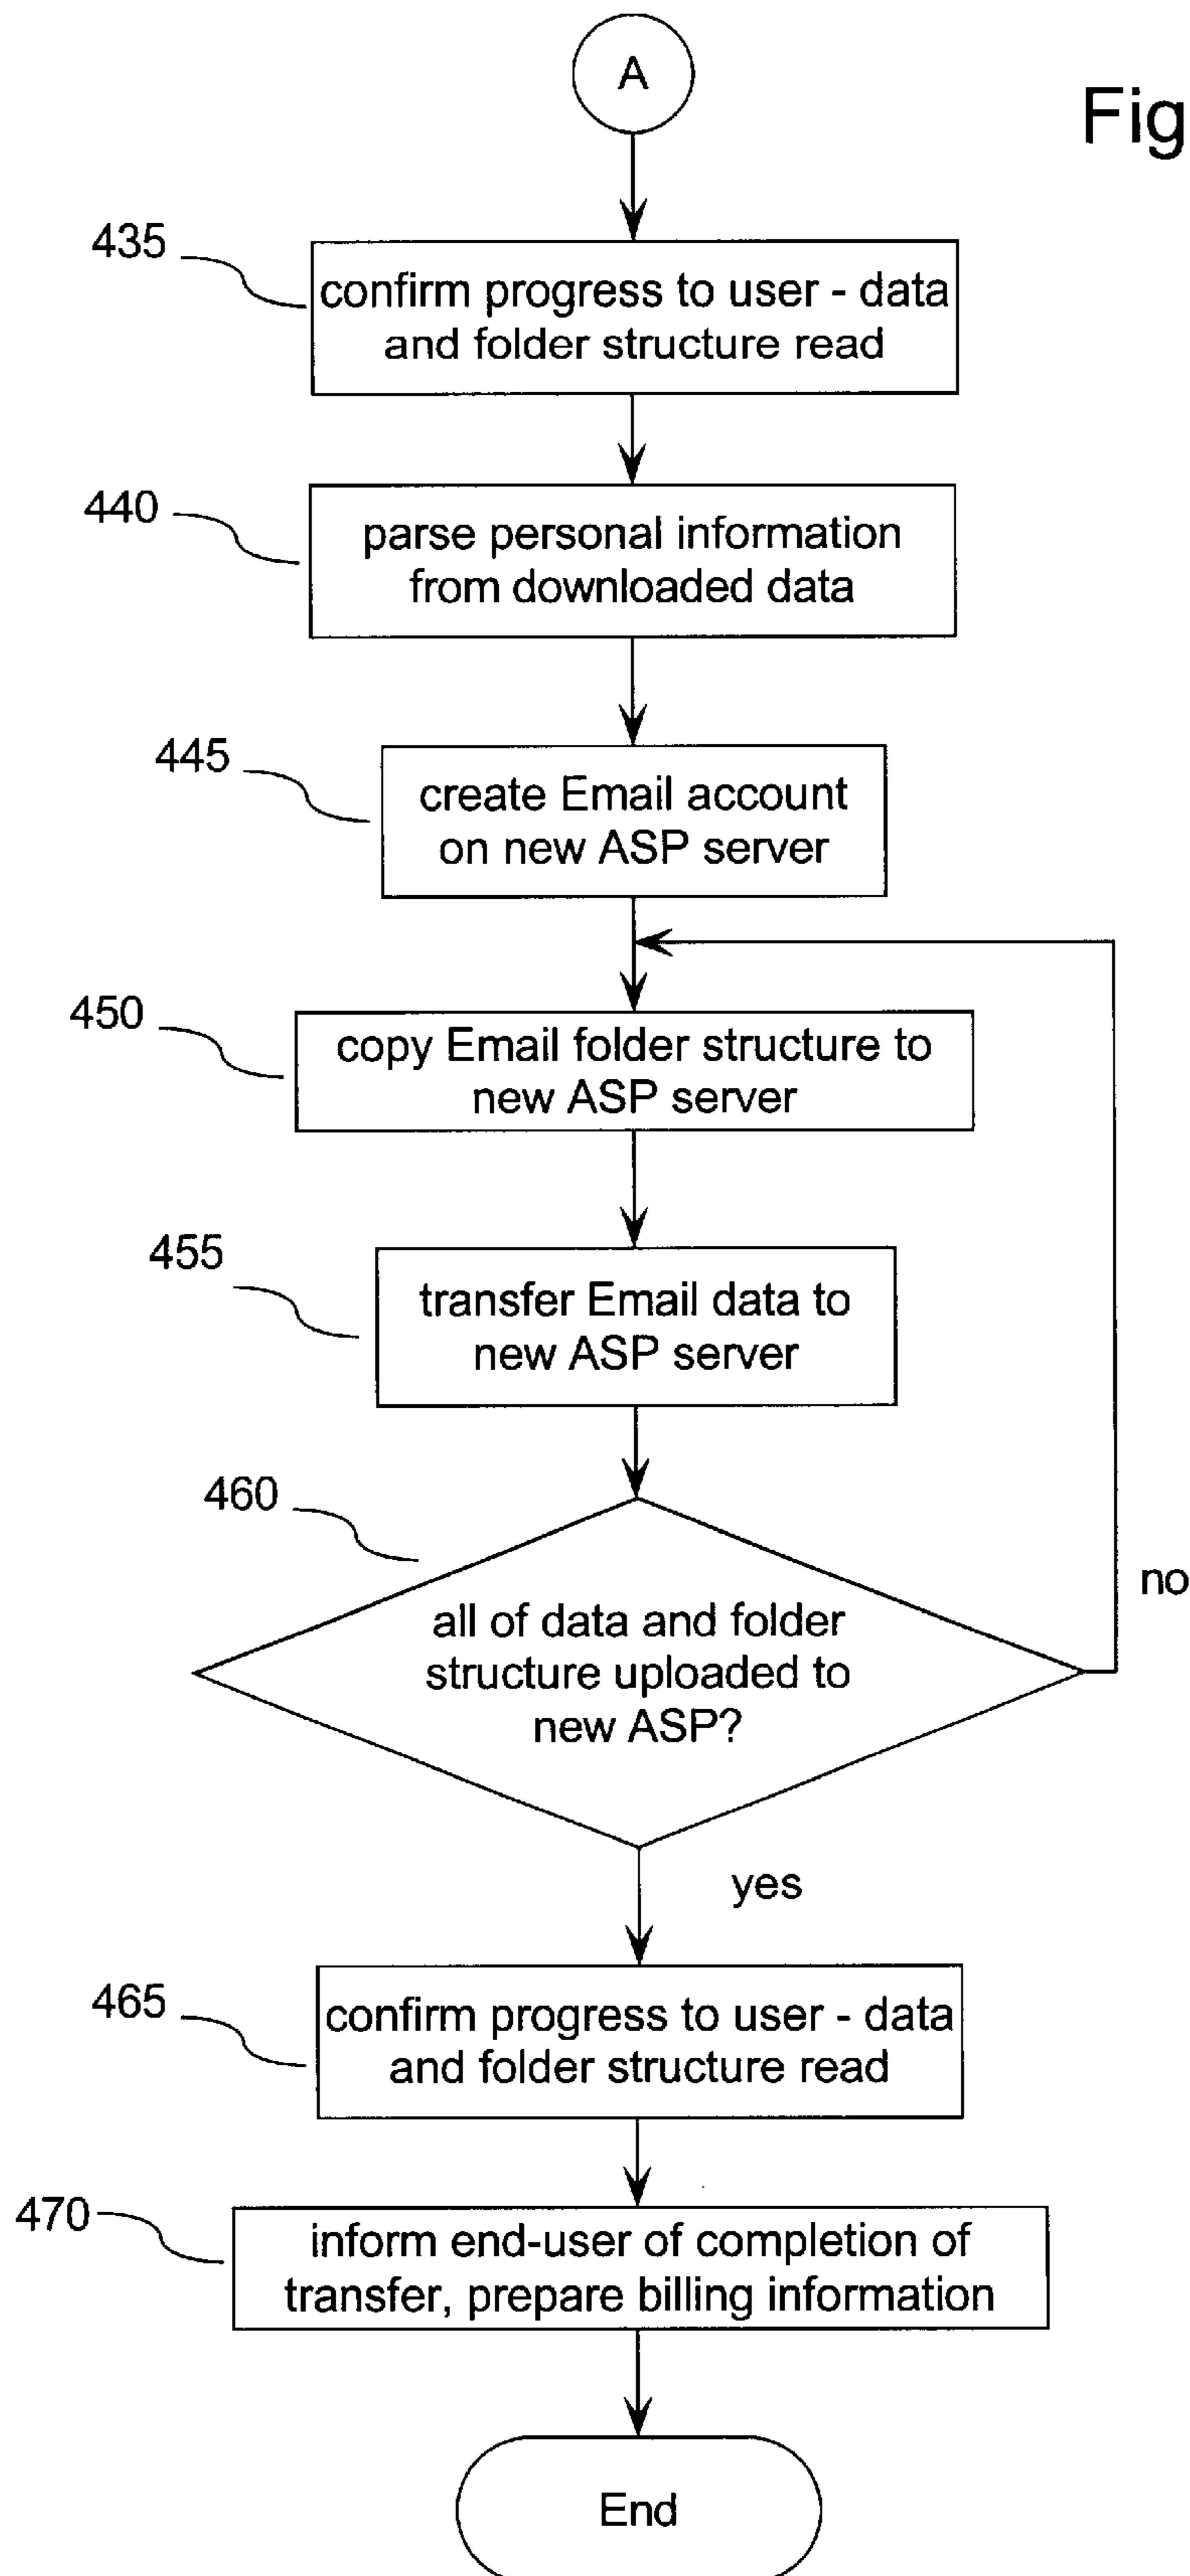 A
Fig
435
confirm progress to user - data
and folder structure read
440
parse personal information
from downloaded data
445
create Email account
on new ASP server
450
copy Email folder structure to
new ASP server
455
transfer Email data to
new ASP server
460
all of data and folder
structure uploaded to
new ASP?
no
yes
465
confirm progress to user - data
and folder structure read
470
inform end-user of completion of
transfer, prepare billing information
End